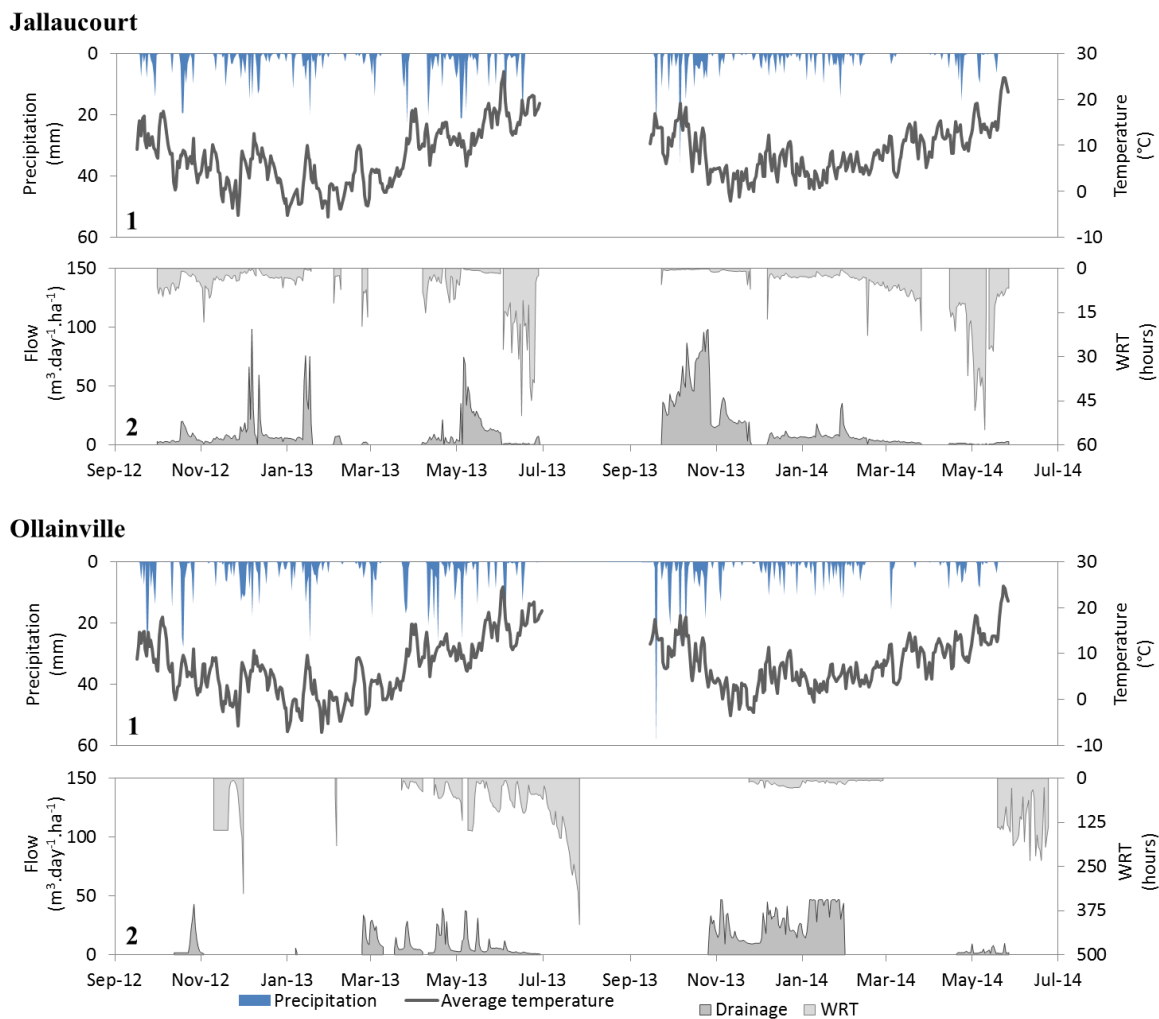 Jallaucourt
0 30
20 20
10
40 0
60 -10
Precipitation
(mm)
Temperature
(°C)
1
150 0
100 15
30
50 45
0 60
Flow
(m³.day⁻¹.ha⁻¹)
WRT
(hours)
2
Sep-12 Nov-12 Jan-13 Mar-13 May-13 Jul-13 Sep-13 Nov-13 Jan-14 Mar-14 May-14 Jul-14
Ollainville
0 30
20 20
10
40 0
60 -10
Precipitation
(mm)
Temperature
(°C)
1
150 0
100 125
250
50 375
0 500
Flow
(m³.day⁻¹.ha⁻¹)
WRT
(hours)
2
Sep-12 Nov-12 Jan-13 Mar-13 May-13 Jul-13 Sep-13 Nov-13 Jan-14 Mar-14 May-14 Jul-14
Precipitation Average temperature Drainage WRT